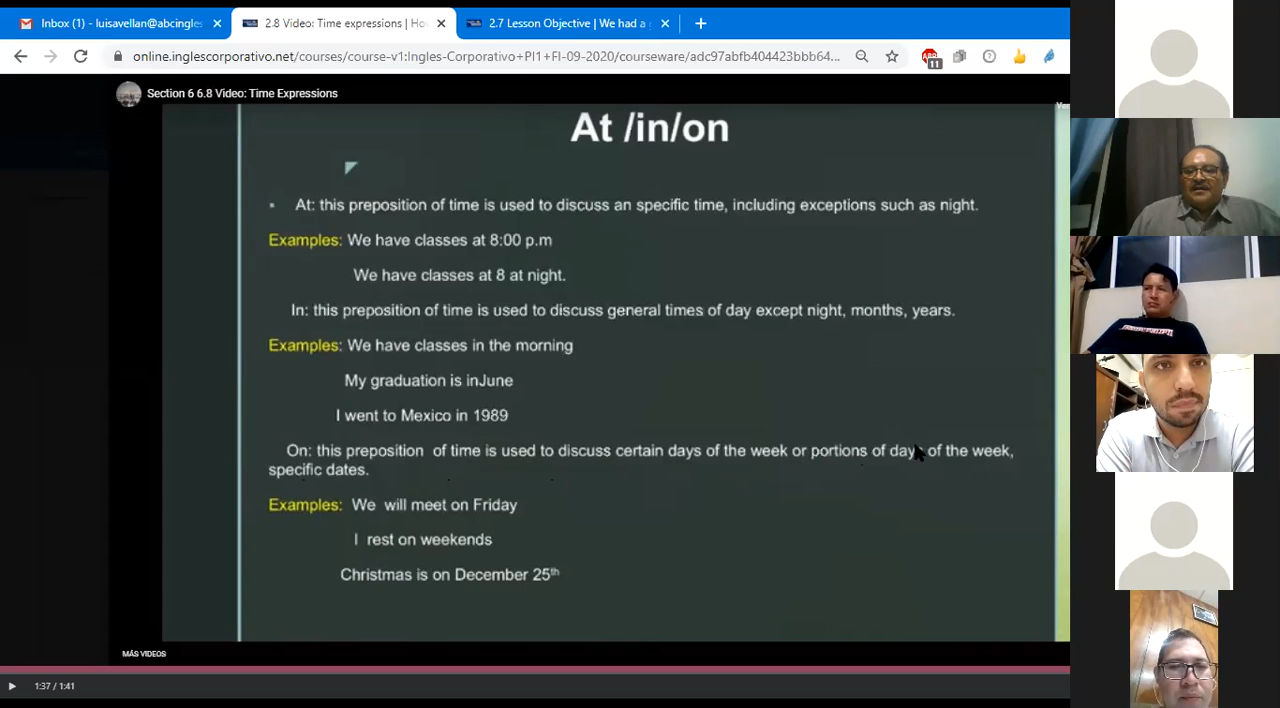 Inbox (1) - luisavellan@abcingles
2.8 Video: Time expressions | Ho
2.7 Lesson Objective | We had a g
online.inglescorporativo.net/courses/course-v1:Ingles-Corporativo+PI1+FI-09-2020/courseware/adc97abfb404423bbb64...
11
Section 6 6.8 Video: Time Expressions
Ver
At /in/on
At: this preposition of time is used to discuss an specific time, including exceptions such as night.
Examples: We have classes at 8:00 p.m
We have classes at 8 at night.
In: this preposition of time is used to discuss general times of day except night, months, years.
Examples: We have classes in the morning
My graduation is inJune
I went to Mexico in 1989
On: this preposition of time is used to discuss certain days of the week or portions of days of the week,
specific dates.
Examples: We will meet on Friday
I rest on weekends
Christmas is on December 25th
MÁS VIDEOS
1:37 / 1:41